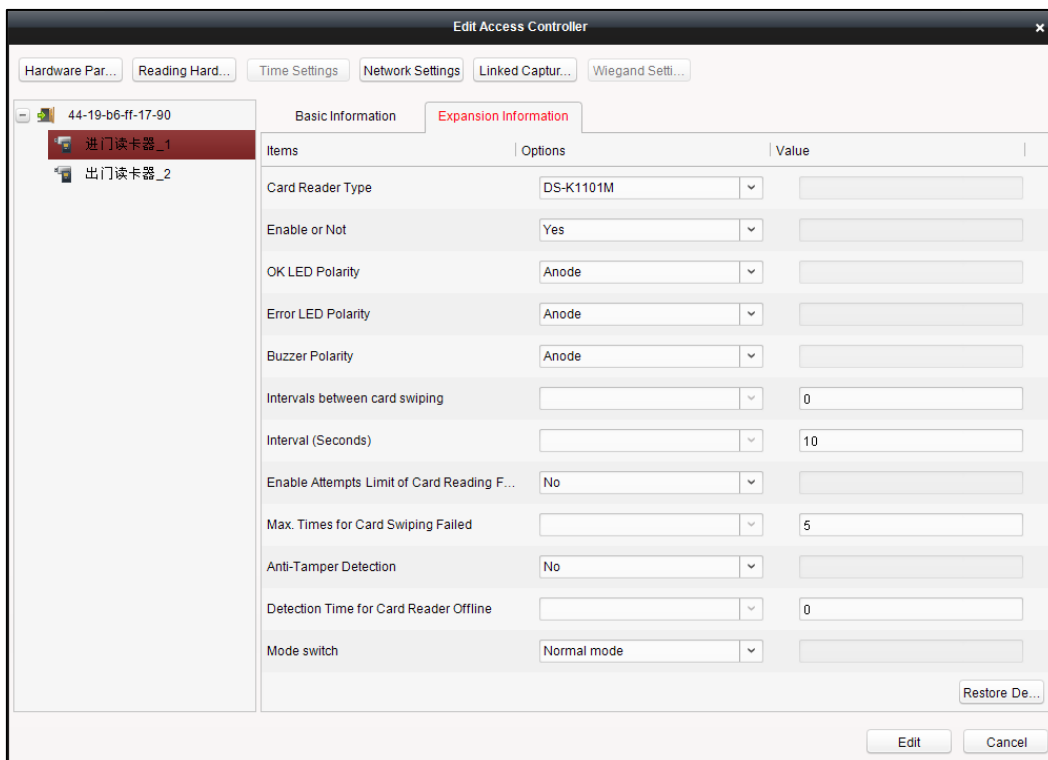 Edit Access Controller
Hardware Par... Reading Hard... Time Settings Network Settings Linked Captur... Wiegand Setti...
44-19-b6-ff-17-90
进门读卡器_1
出门读卡器_2
Basic Information Expansion Information
Items Options Value
Card Reader Type DS-K1101M
Enable or Not Yes
OK LED Polarity Anode
Error LED Polarity Anode
Buzzer Polarity Anode
Intervals between card swiping 0
Interval (Seconds) 10
Enable Attempts Limit of Card Reading F... No
Max. Times for Card Swiping Failed 5
Anti-Tamper Detection No
Detection Time for Card Reader Offline 0
Mode switch Normal mode
Restore De...
Edit Cancel